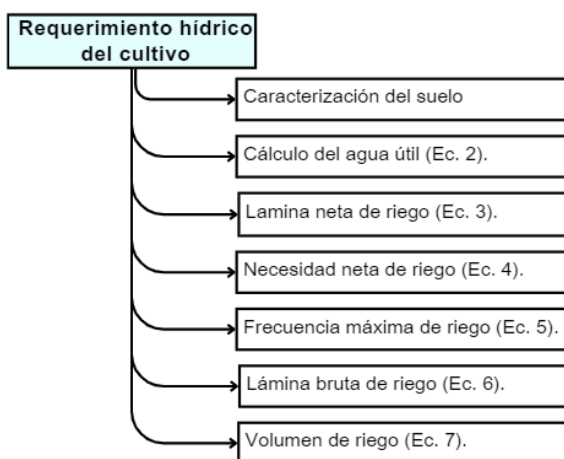 Requerimiento hídrico
del cultivo
Caracterización del suelo
Cálculo del agua útil (Ec. 2).
Lamina neta de riego (Ec. 3).
Necesidad neta de riego (Ec. 4).
Frecuencia máxima de riego (Ec. 5).
Lámina bruta de riego (Ec. 6).
Volumen de riego (Ec. 7).